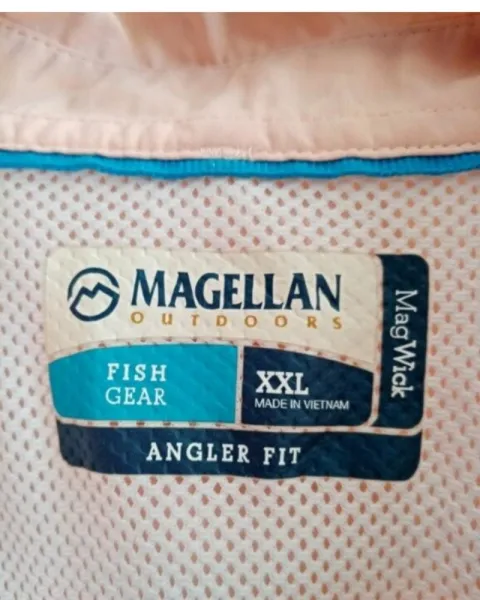 MAGELLAN
OUTDOORS
FISH
GEAR
XXL
MADE IN VIETNAM
MagWick
ANGLER FIT